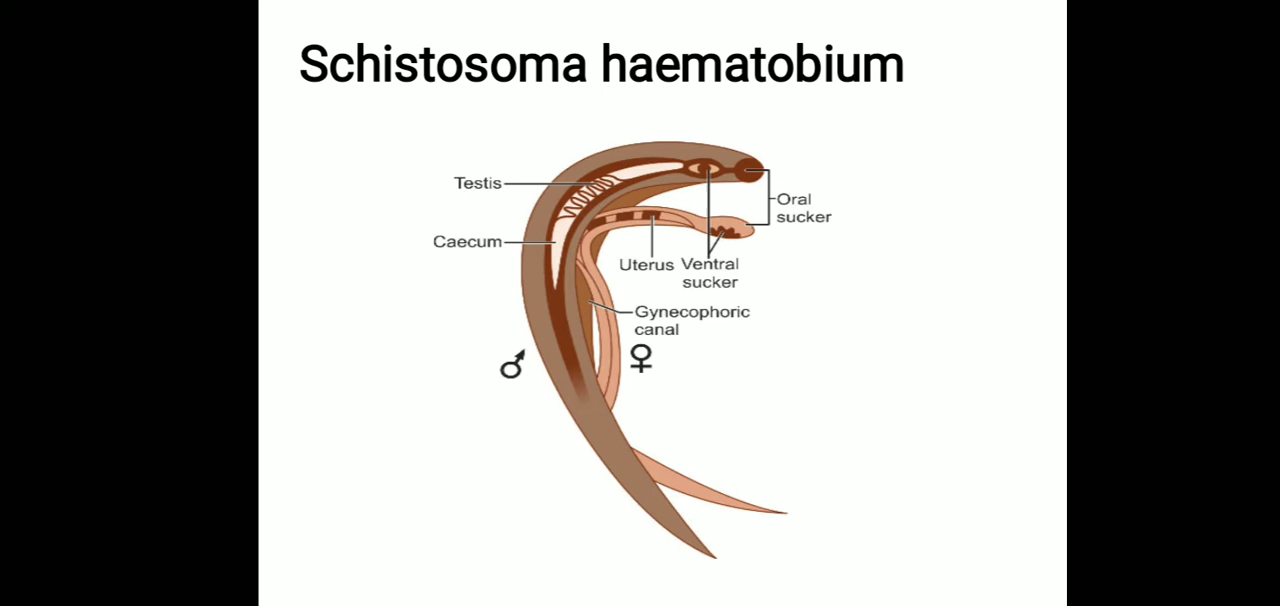 Schistosoma haematobium
Testis
Oral
sucker
Caecum
Uterus
Ventral
sucker
Gynecophoric
canal
♂
♀